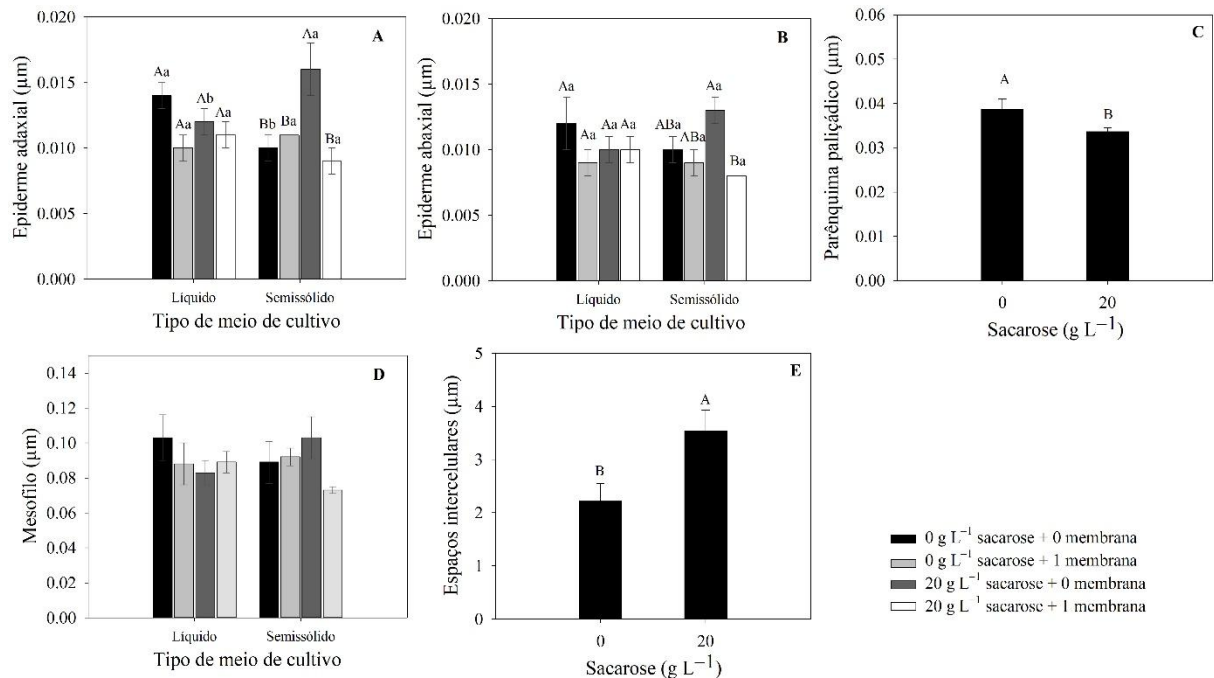 A
Epiderme adaxial (µm)
0.020
0.015
0.010
0.005
0.000
Aa
Aa
Ab
Aa
Bb
Ba
Aa
Ba
Líquido
Semissólido
Tipo de meio de cultivo
B
Epiderme abaxial (µm)
0.020
0.015
0.010
0.005
0.000
Aa
Aa
Aa
Aa
ABa
ABa
Aa
Ba
Líquido
Semissólido
Tipo de meio de cultivo
C
Parênquima paliçádico (µm)
0.06
0.05
0.04
0.03
0.02
0.01
0.00
A
B
0
20
Sacarose (g L⁻¹)
D
Mesofilo (µm)
0.14
0.12
0.10
0.08
0.06
0.04
0.02
0.00
Líquido
Semissólido
Tipo de meio de cultivo
E
Espaços intercelulares (µm)
5
4
3
2
1
0
B
A
0
20
Sacarose (g L⁻¹)
0 g L⁻¹ sacarose + 0 membrana
0 g L⁻¹ sacarose + 1 membrana
20 g L⁻¹ sacarose + 0 membrana
20 g L⁻¹ sacarose + 1 membrana